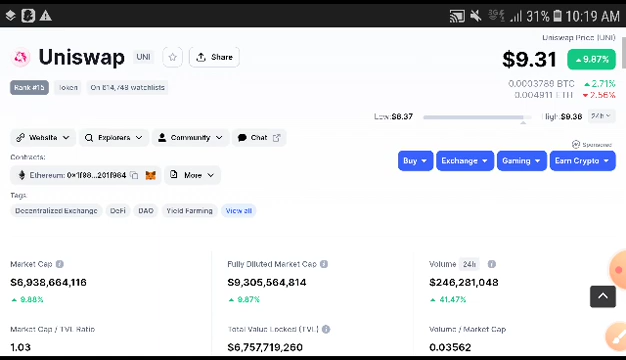 31% 10:19 AM
Uniswap Price (UNI)
Uniswap UNI Share
$9.31 9.87%
Rank #15 Token On 614,748 watchlists
0.0003789 BTC 2.71%
0.004911 ETH 2.56%
Low: $8.37 High: $9.36 24h
Website Explorers Community Chat
Sponsored
Contracts:
Buy Exchange Gaming Earn Crypto
Ethereum: 0x1f98...201f984 More
Tags
Decentralized Exchange DeFi DAO Yield Farming View all
Market Cap Fully Diluted Market Cap Volume 24h
$6,938,664,116 $9,305,564,814 $246,281,048
9.88% 9.87% 41.47%
Market Cap / TVL Ratio Total Value Locked (TVL) Volume / Market Cap
1.03 $6,757,719,260 0.03562